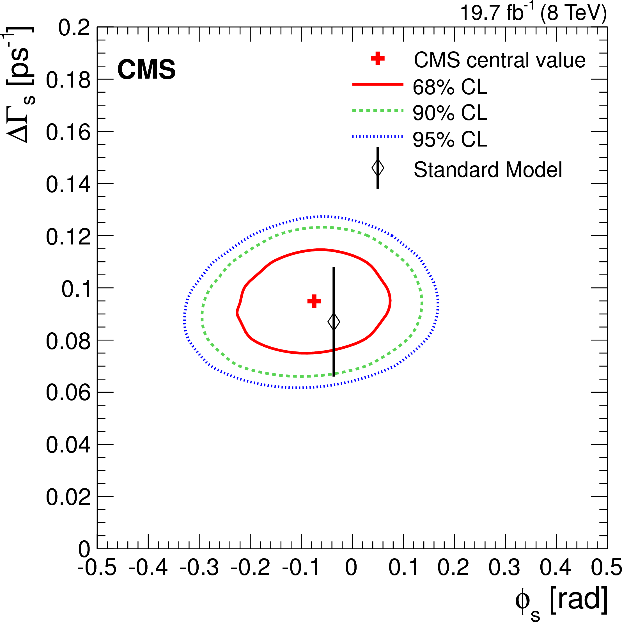 19.7 fb⁻¹ (8 TeV)
ΔΓₛ [ps⁻¹]
CMS
CMS central value
68% CL
90% CL
95% CL
Standard Model
0.2
0.18
0.16
0.14
0.12
0.1
0.08
0.06
0.04
0.02
0
-0.5 -0.4 -0.3 -0.2 -0.1 0 0.1 0.2 0.3 0.4 0.5
ϕₛ [rad]